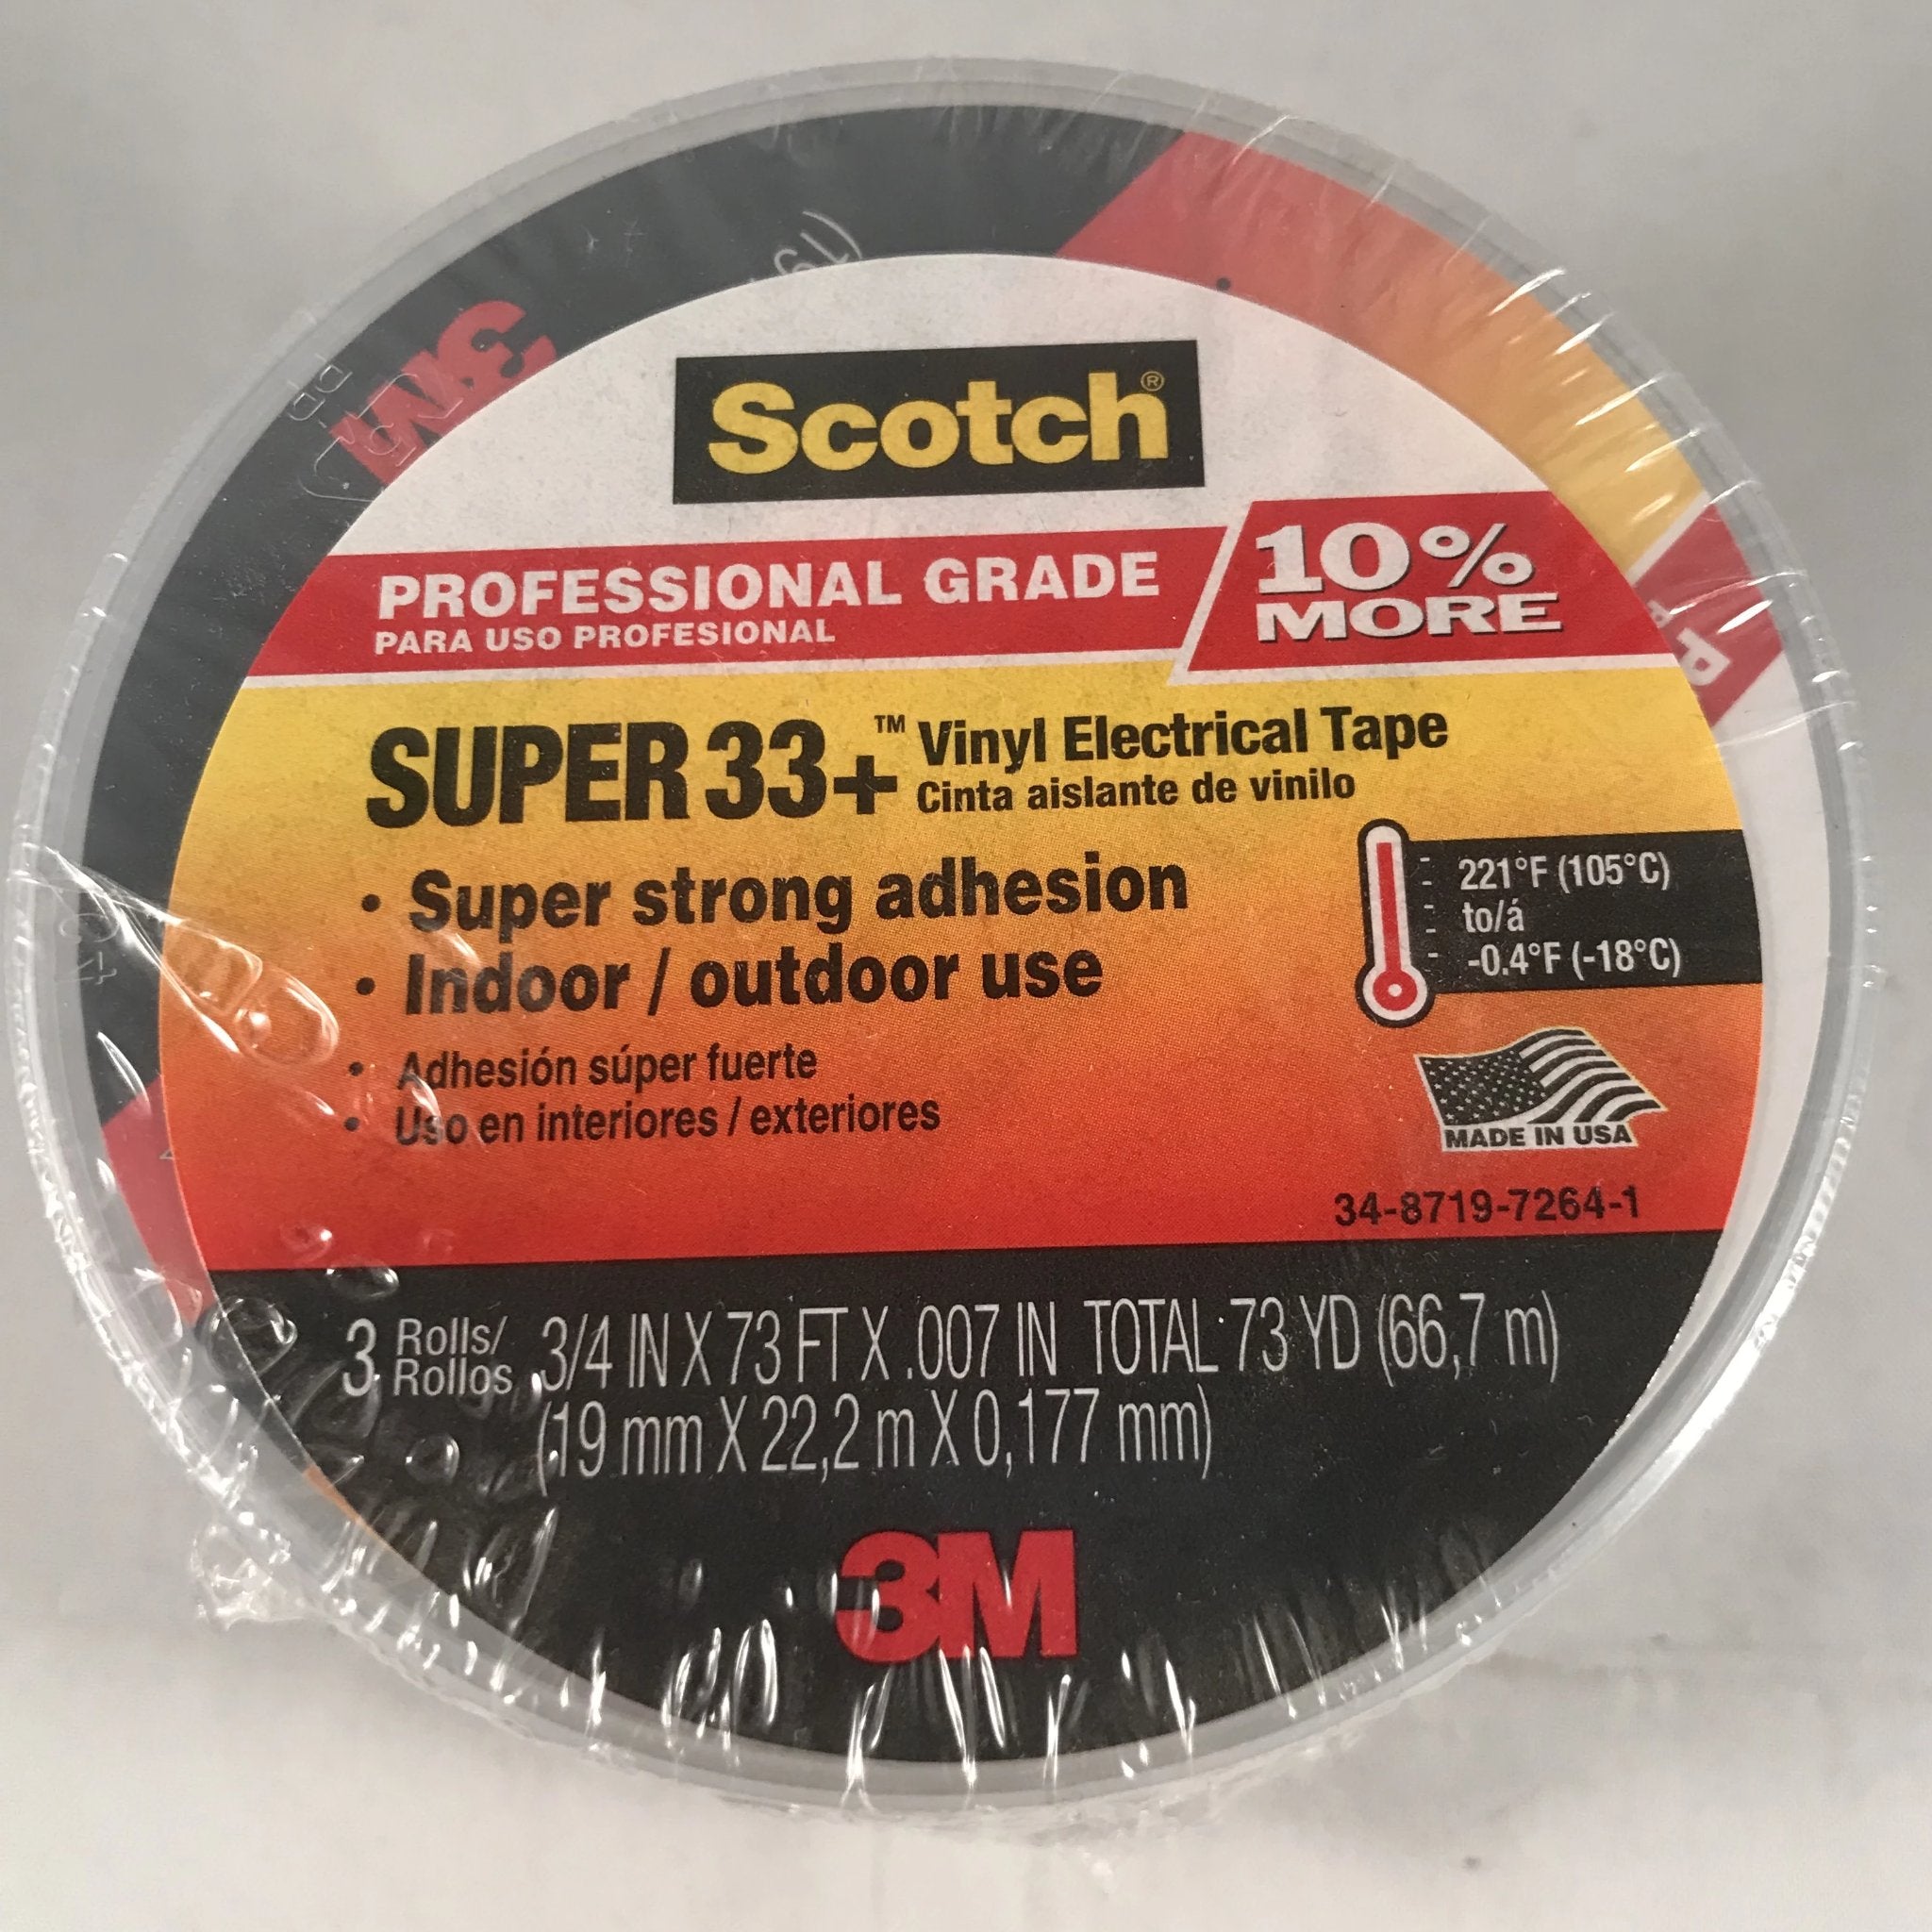 Scotch®
PROFESSIONAL GRADE
PARA USO PROFESIONAL
10%
MORE
SUPER 33+™ Vinyl Electrical Tape
Cinta aislante de vinilo
• Super strong adhesion
• Indoor / outdoor use
• Adhesión súper fuerte
• Uso en interiores / exteriores
221°F (105°C)
to/á
-0.4°F (-18°C)
MADE IN USA
34-8719-7264-1
3 Rolls/
Rollos
3/4 IN X 73 FT X .007 IN TOTAL 73 YD (66,7 m)
(19 mm X 22,2 m X 0,177 mm)
3M
3M